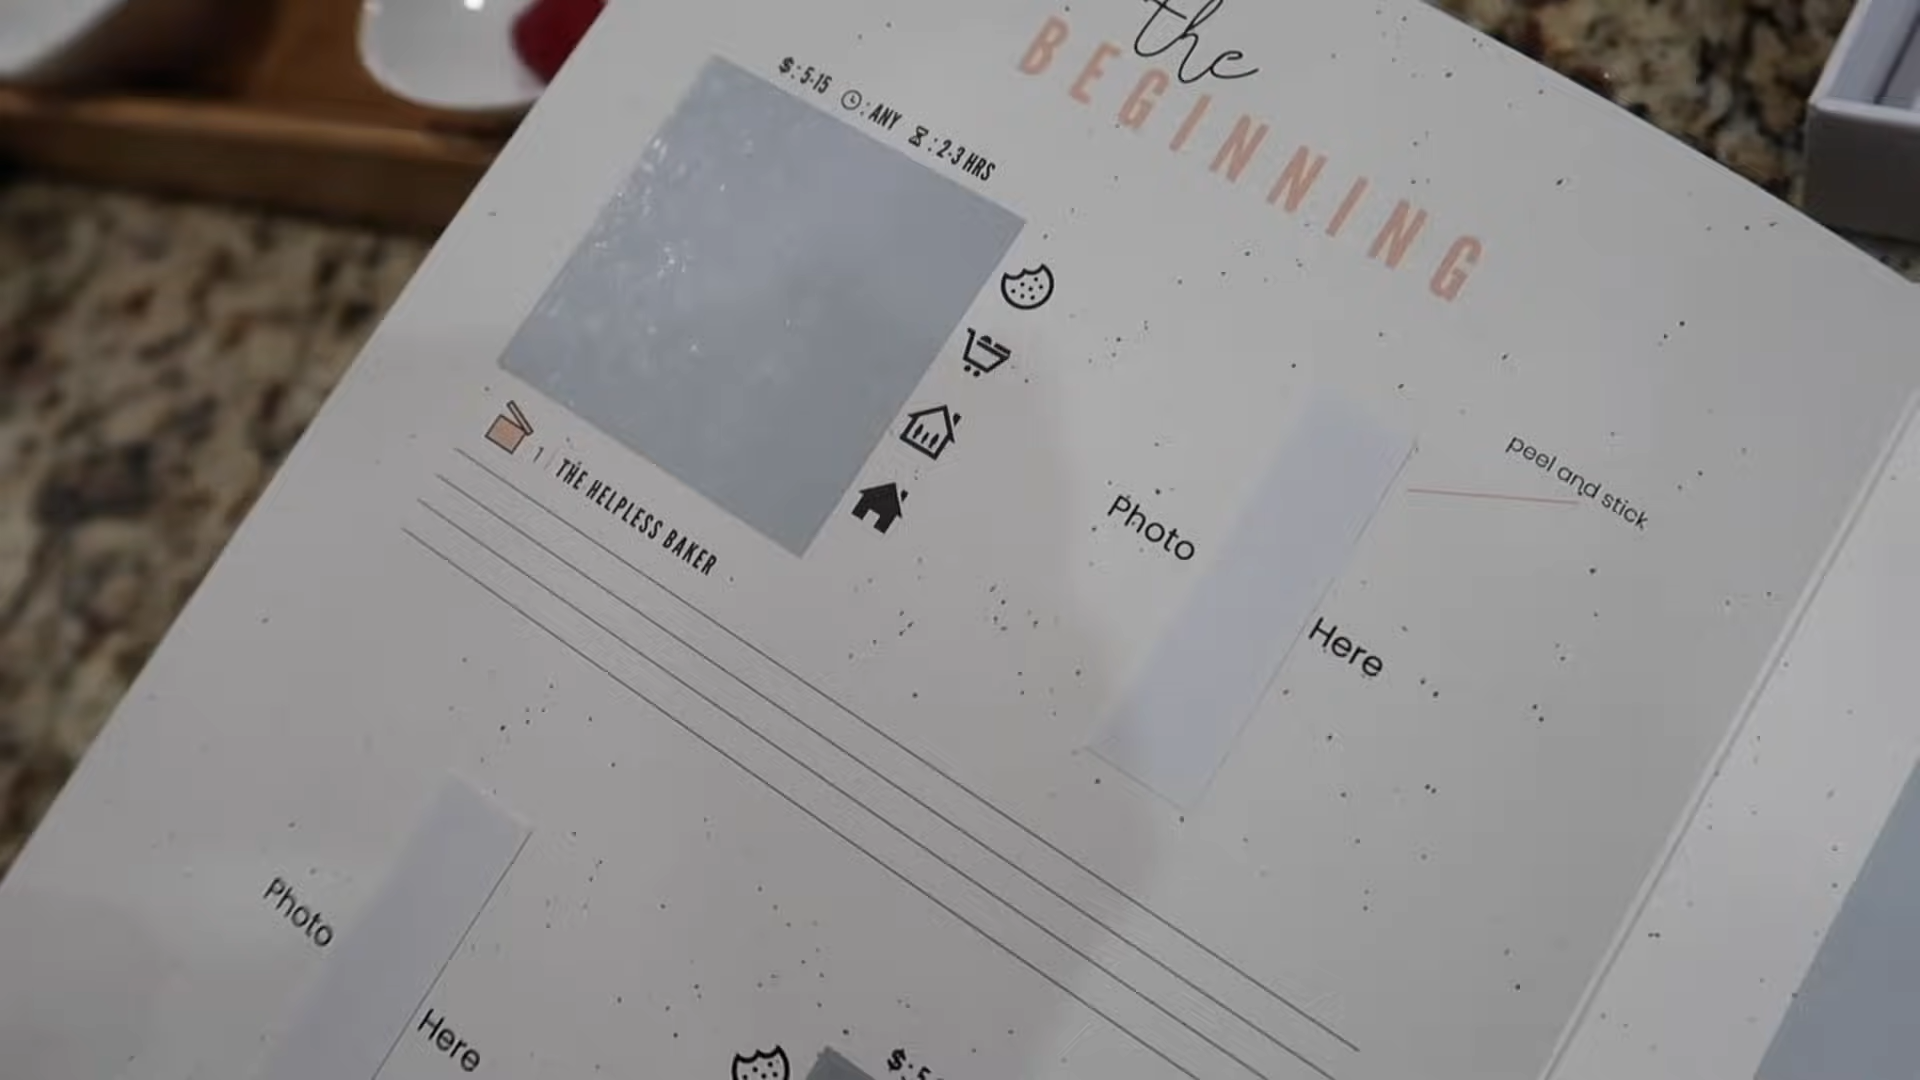 the
BEGINNING
$: 5-15 : ANY : 2-3 HRS
peel and stick
Photo
Here
1 | THE HELPLESS BAKER
Photo
Here
$: 5